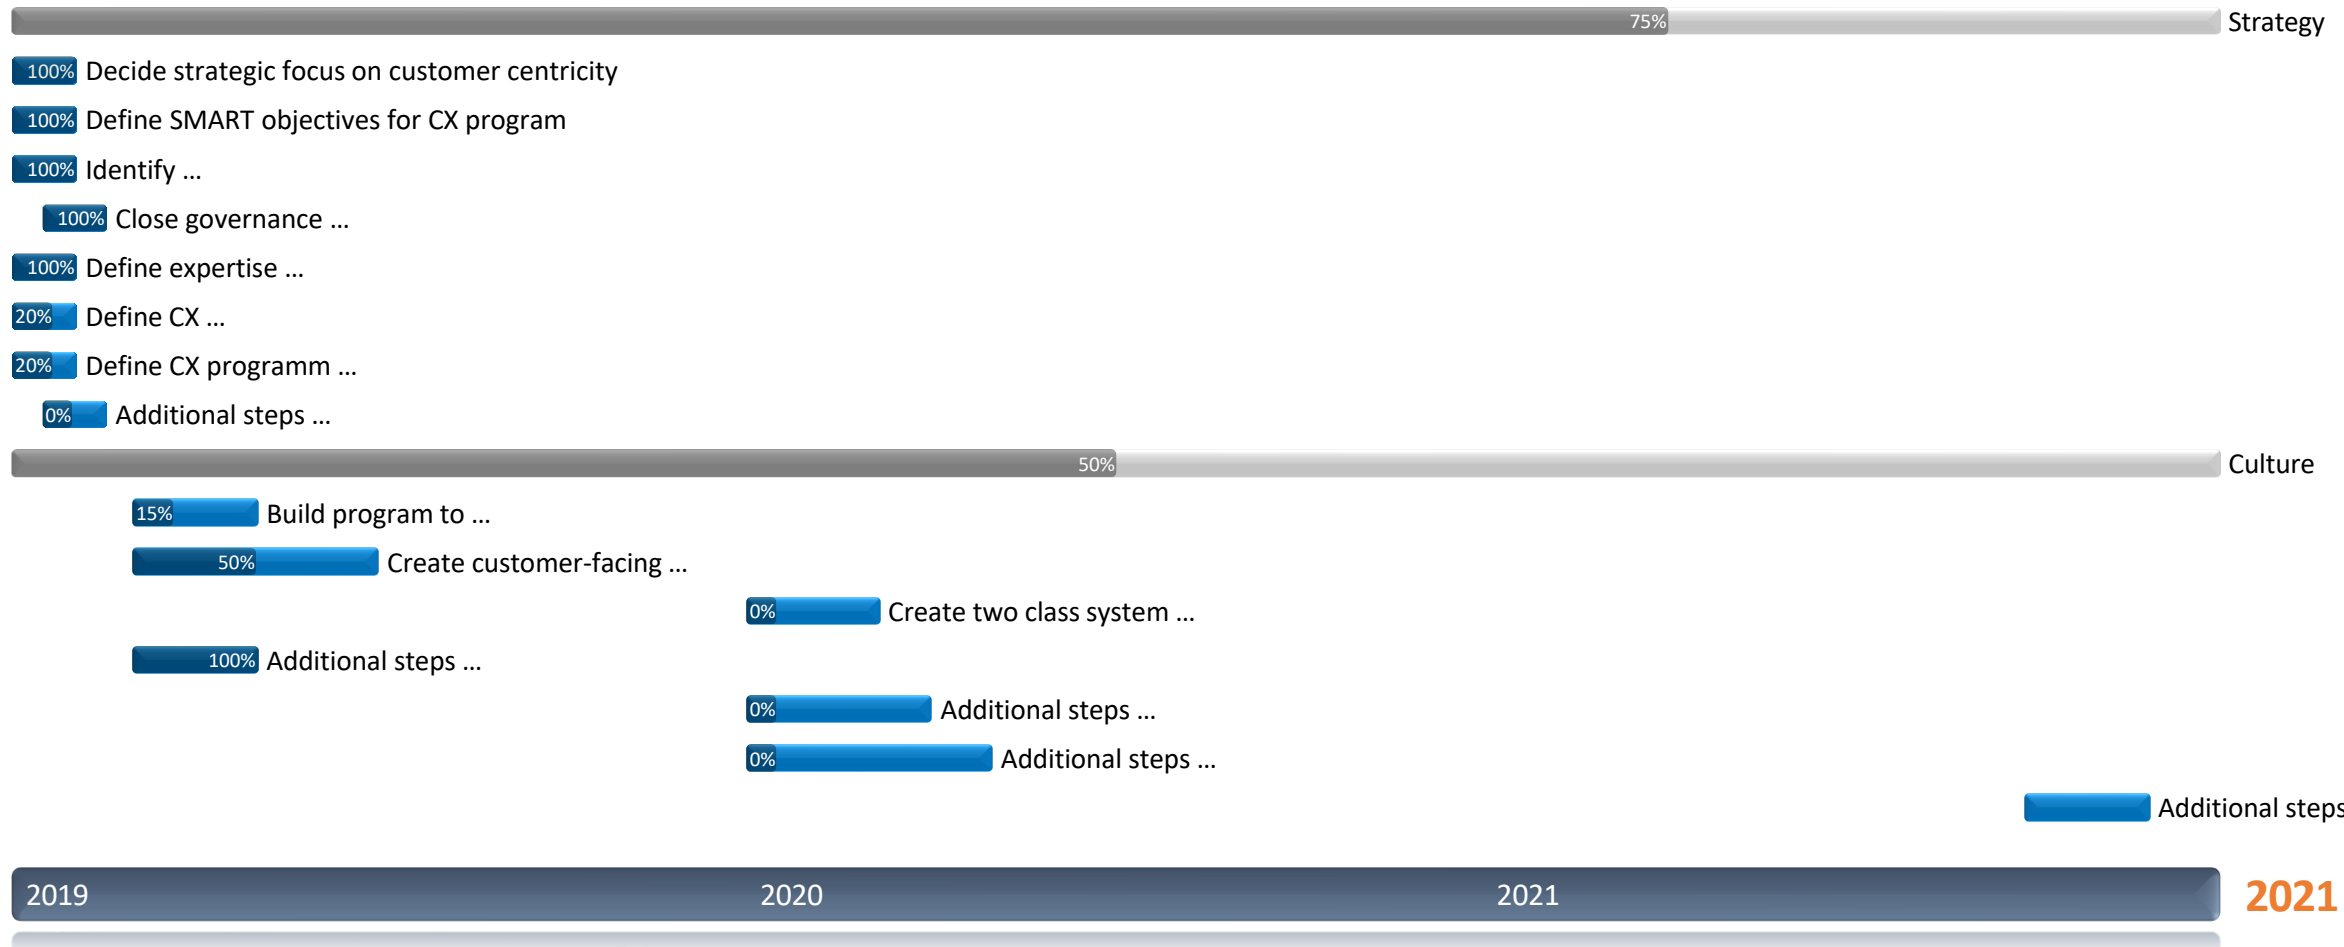 75% Strategy
100% Decide strategic focus on customer centricity
100% Define SMART objectives for CX program
100% Identify ...
100% Close governance ...
100% Define expertise ...
20% Define CX ...
20% Define CX programm ...
0% Additional steps ...
50% Culture
15% Build program to ...
50% Create customer-facing ...
0% Create two class system ...
100% Additional steps ...
0% Additional steps ...
0% Additional steps ...
Additional steps
2019 2020 2021 2021